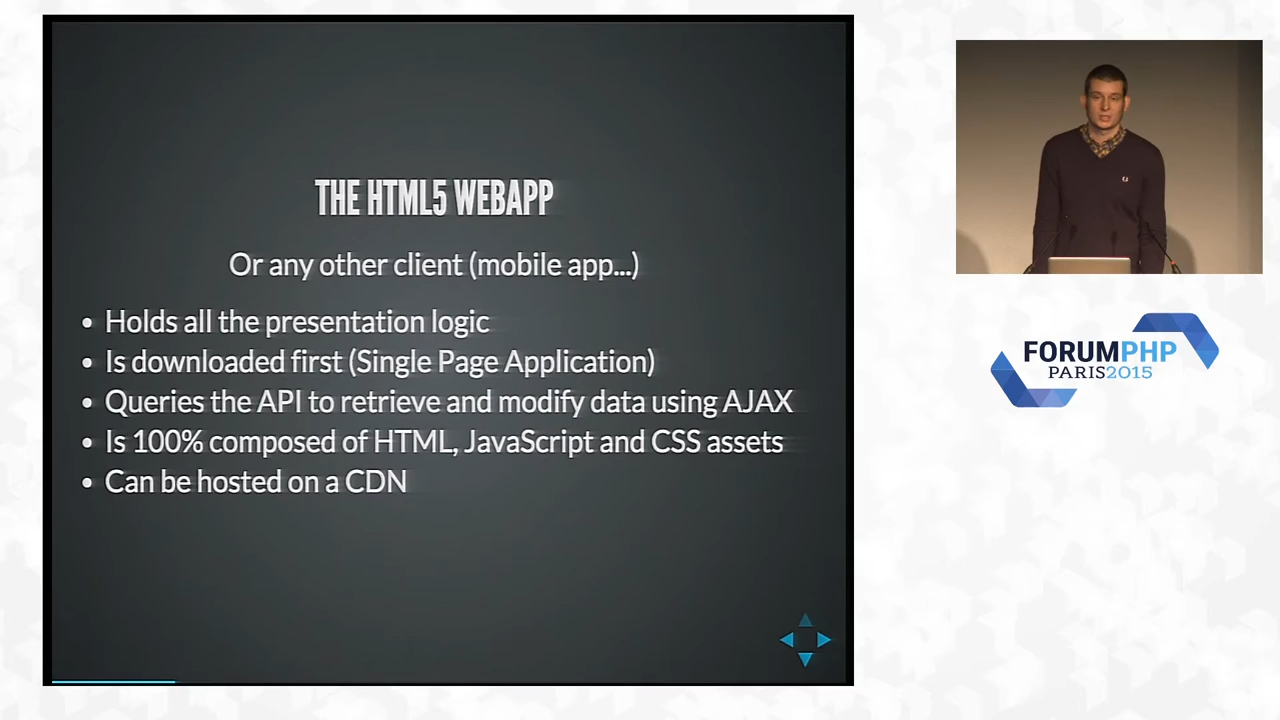 THE HTML5 WEBAPP
Or any other client (mobile app...)
• Holds all the presentation logic
• Is downloaded first (Single Page Application)
• Queries the API to retrieve and modify data using AJAX
• Is 100% composed of HTML, JavaScript and CSS assets
• Can be hosted on a CDN
FORUMPHP
PARIS2015